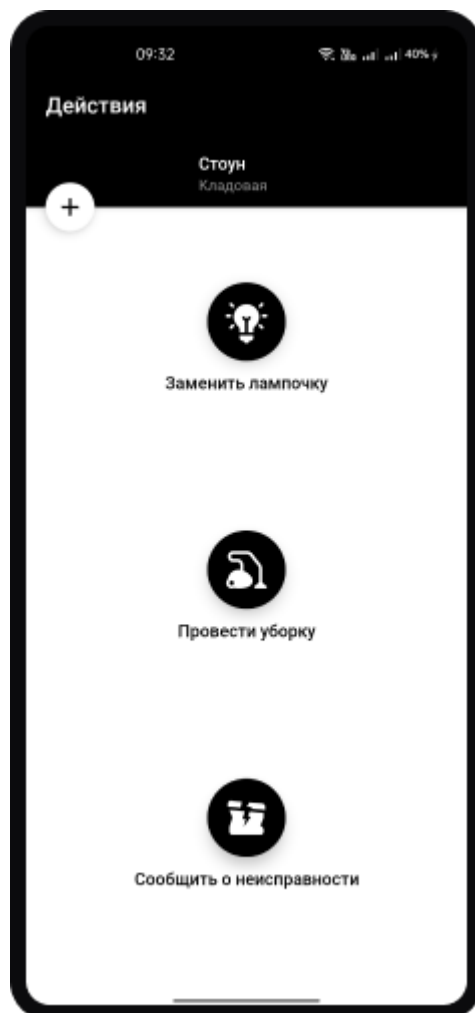 09:32
40%
Действия
Стоун
Кладовая
+
Заменить лампочку
Провести уборку
Сообщить о неисправности